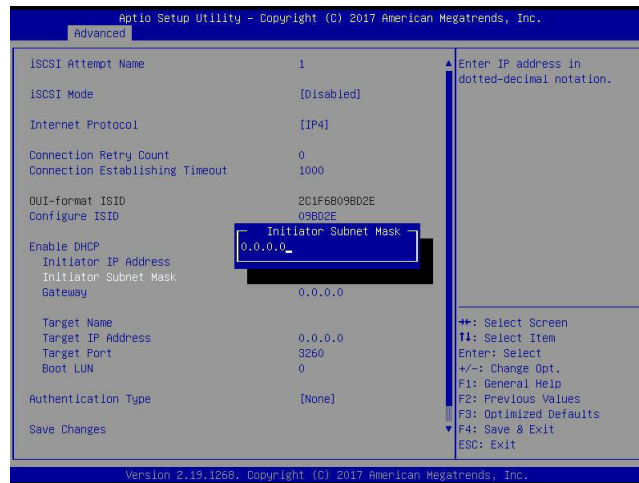 Aptio Setup Utility – Copyright (C) 2017 American Megatrends, Inc.
Advanced
iSCSI Attempt Name 1
iSCSI Mode [Disabled]
Internet Protocol [IP4]
Connection Retry Count 0
Connection Establishing Timeout 1000
OUI-format ISID 2C1F6B09BD2E
Configure ISID 09BD2E
Initiator Subnet Mask
0.0.0.0_
Enable DHCP
Initiator IP Address
Initiator Subnet Mask
Gateway 0.0.0.0
Target Name
Target IP Address 0.0.0.0
Target Port 3260
Boot LUN 0
Authentication Type [None]
Save Changes
Enter IP address in
dotted-decimal notation.
→←: Select Screen
↑↓: Select Item
Enter: Select
+/-: Change Opt.
F1: General Help
F2: Previous Values
F3: Optimized Defaults
F4: Save & Exit
ESC: Exit
Version 2.19.1268. Copyright (C) 2017 American Megatrends, Inc.